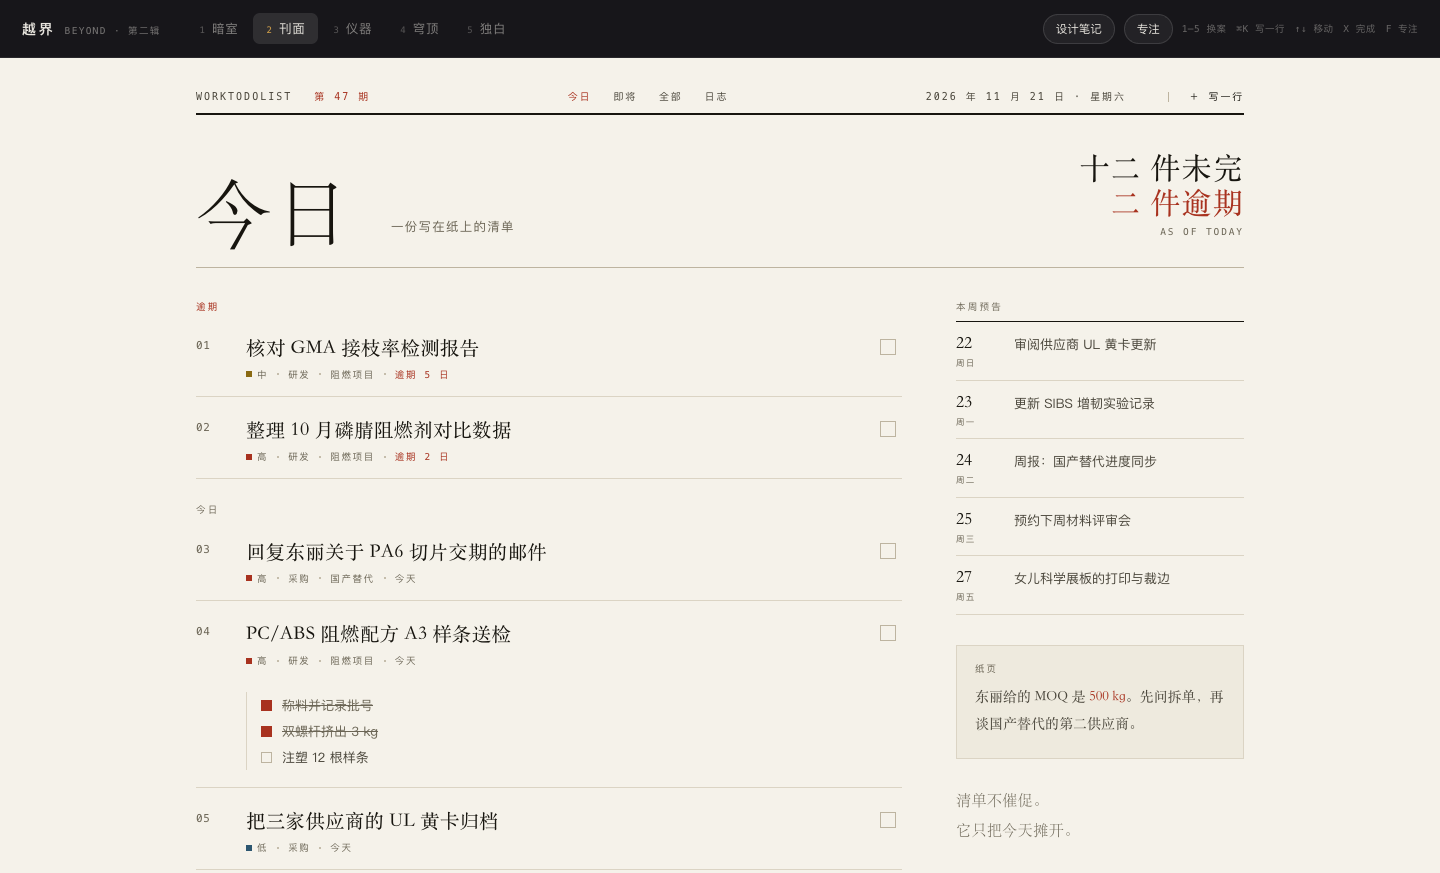 越界 BEYOND · 第二辑 1 暗室 2 刊面 3 仪器 4 穹顶 5 独白 设计笔记 专注 1—5 换案 ⌘K 写一行 ↑↓ 移动 X 完成 F 专注
WORKTODOLIST 第 47 期 今日 即将 全部 日志 2026 年 11 月 21 日 · 星期六 | + 写一行
今日
一份写在纸上的清单
十二 件未完
二 件逾期
AS OF TODAY
逾期
01 核对 GMA 接枝率检测报告
中 · 研发 · 阻燃项目 · 逾期 5 日
02 整理 10 月磷腈阻燃剂对比数据
高 · 研发 · 阻燃项目 · 逾期 2 日
今日
03 回复东丽关于 PA6 切片交期的邮件
高 · 采购 · 国产替代 · 今天
04 PC/ABS 阻燃配方 A3 样条送检
高 · 研发 · 阻燃项目 · 今天
称料并记录批号
双螺杆挤出 3 kg
注塑 12 根样条
05 把三家供应商的 UL 黄卡归档
低 · 采购 · 今天
本周预告
22 审阅供应商 UL 黄卡更新
周日
23 更新 SIBS 增韧实验记录
周一
24 周报：国产替代进度同步
周二
25 预约下周材料评审会
周三
27 女儿科学展板的打印与裁边
周五
纸页
东丽给的 MOQ 是 500 kg。先问拆单，再
谈国产替代的第二供应商。
清单不催促。
它只把今天摊开。